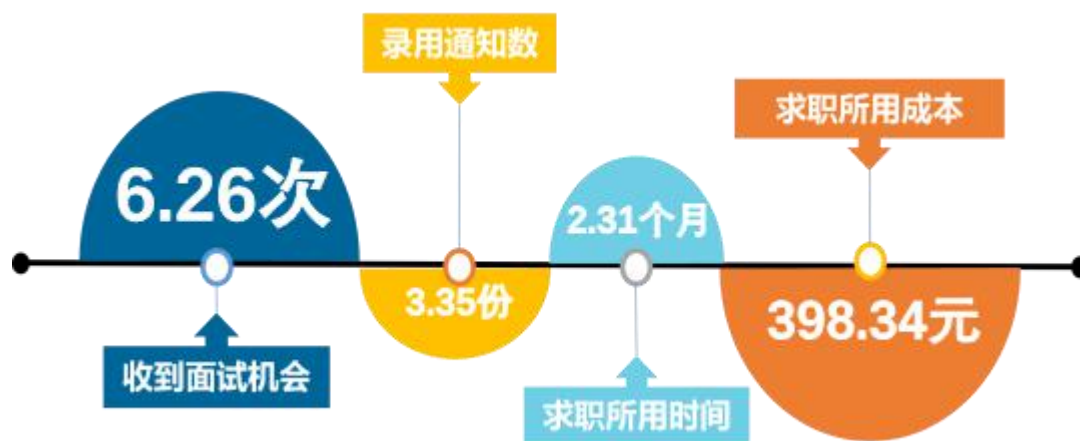 录用通知数
求职所用成本
6.26次
2.31个月
3.35份
398.34元
收到面试机会
求职所用时间